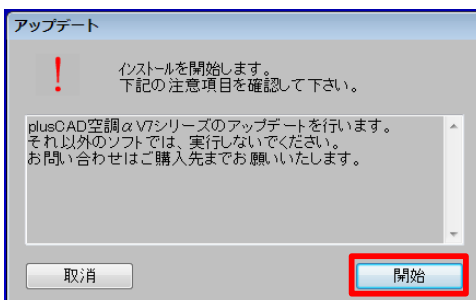 アップデート
インストールを開始します。
下記の注意項目を確認して下さい。
plusCAD空調αV7シリーズのアップデートを行います。
それ以外のソフトでは、実行しないでください。
お問い合わせはご購入先までお願いいたします。
取消
開始